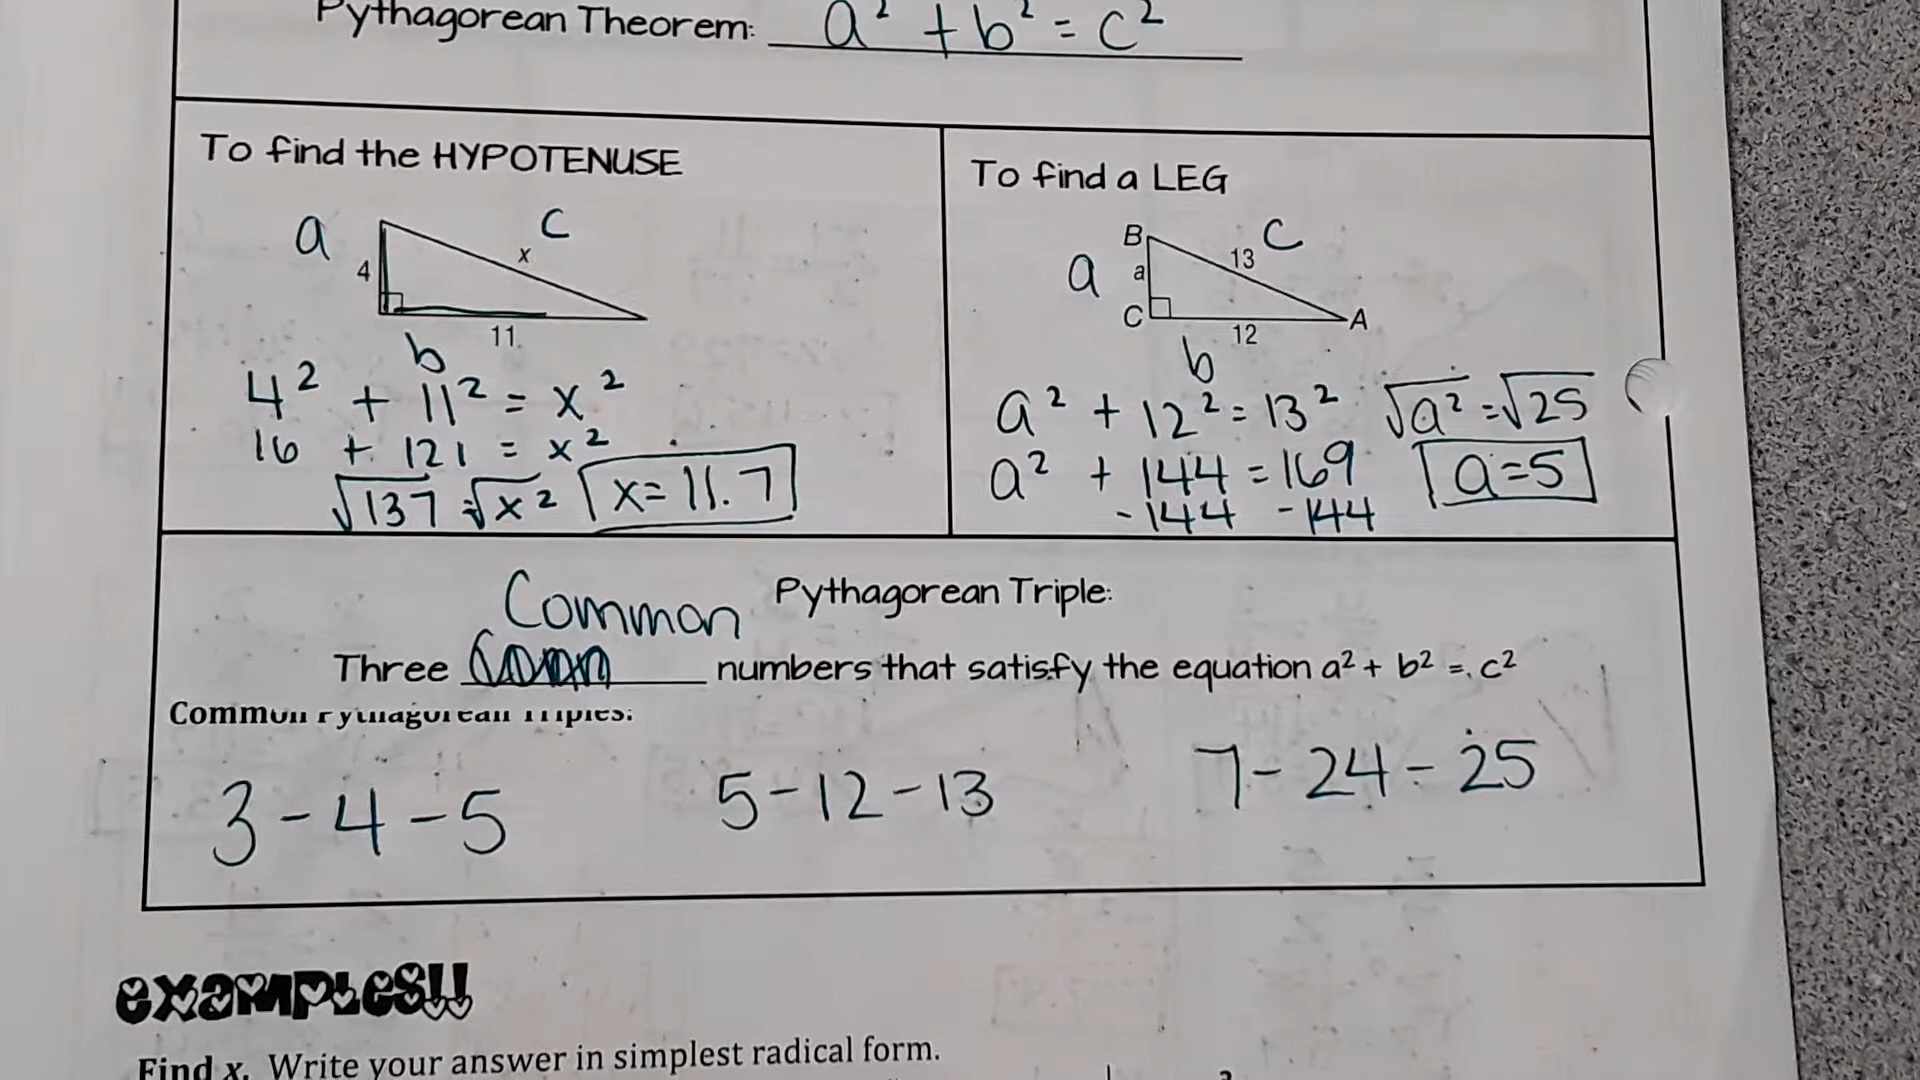 Pythagorean Theorem: a² + b² = c²
To find the HYPOTENUSE
a
c
4
x
11
b
4² + 11² = x²
16 + 121 = x²
√137 = √x² x = 11.7
To find a LEG
B
c
a
a
13
C
12
A
b
a² + 12² = 13² √a² = √25
a² + 144 = 169 a = 5
-144 -144
Common Pythagorean Triple:
Three numbers that satisfy the equation a² + b² = c²
Common Pythagorean Triples:
3 - 4 - 5 5 - 12 - 13 7 - 24 - 25
examples!!
Find x. Write your answer in simplest radical form.